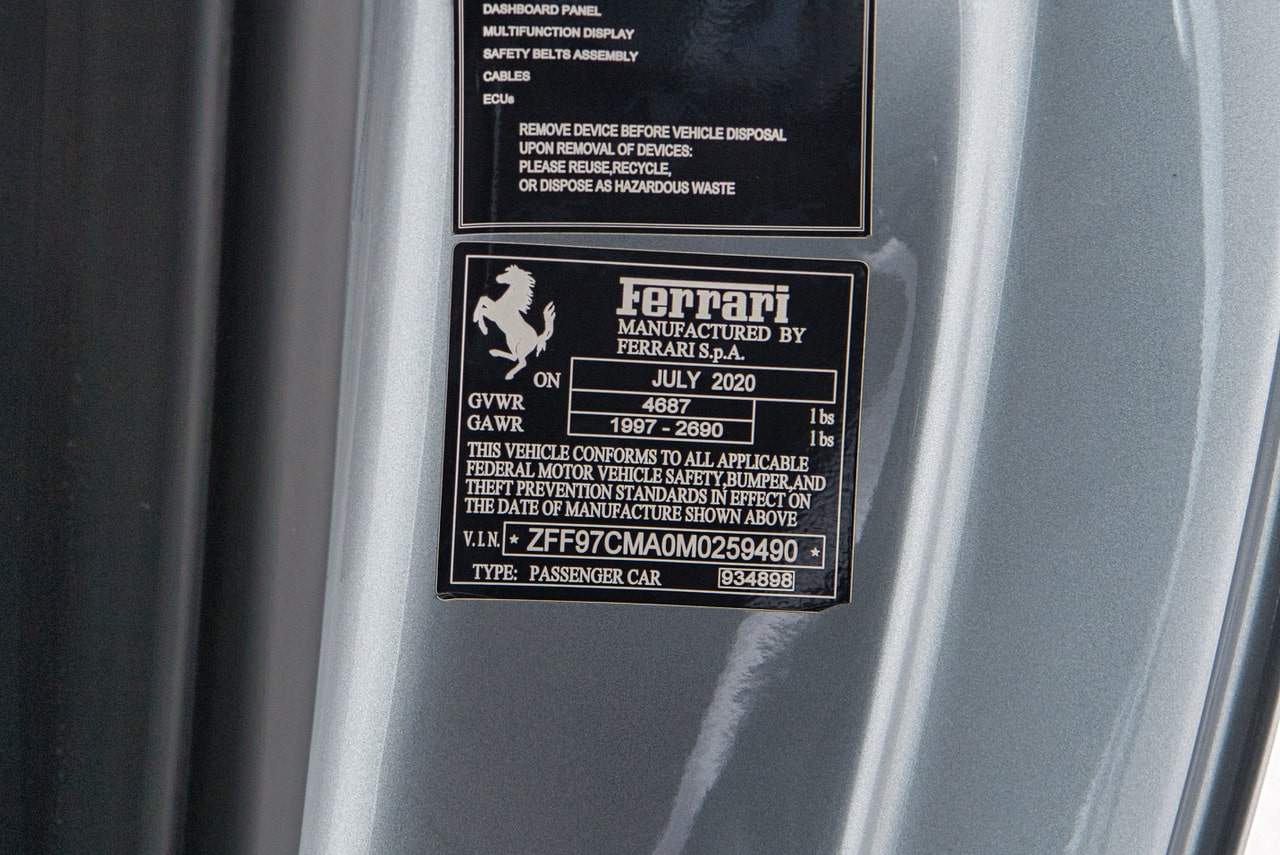 DASHBOARD PANEL
MULTIFUNCTION DISPLAY
SAFETY BELTS ASSEMBLY
CABLES
ECUs
REMOVE DEVICE BEFORE VEHICLE DISPOSAL
UPON REMOVAL OF DEVICES:
PLEASE REUSE,RECYCLE,
OR DISPOSE AS HAZARDOUS WASTE
Ferrari
MANUFACTURED BY
FERRARI S.p.A.
ON JULY 2020
GVWR 4687 lbs
GAWR 1997 - 2690 lbs
THIS VEHICLE CONFORMS TO ALL APPLICABLE
FEDERAL MOTOR VEHICLE SAFETY,BUMPER,AND
THEFT PREVENTION STANDARDS IN EFFECT ON
THE DATE OF MANUFACTURE SHOWN ABOVE
V.I.N. * ZFF97CMA0M0259490 *
TYPE: PASSENGER CAR 934898